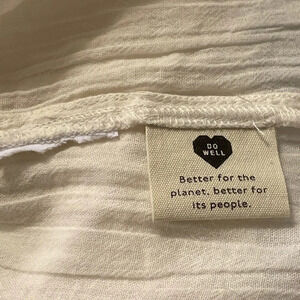 DO
WELL
Better for the
planet, better for
its people.